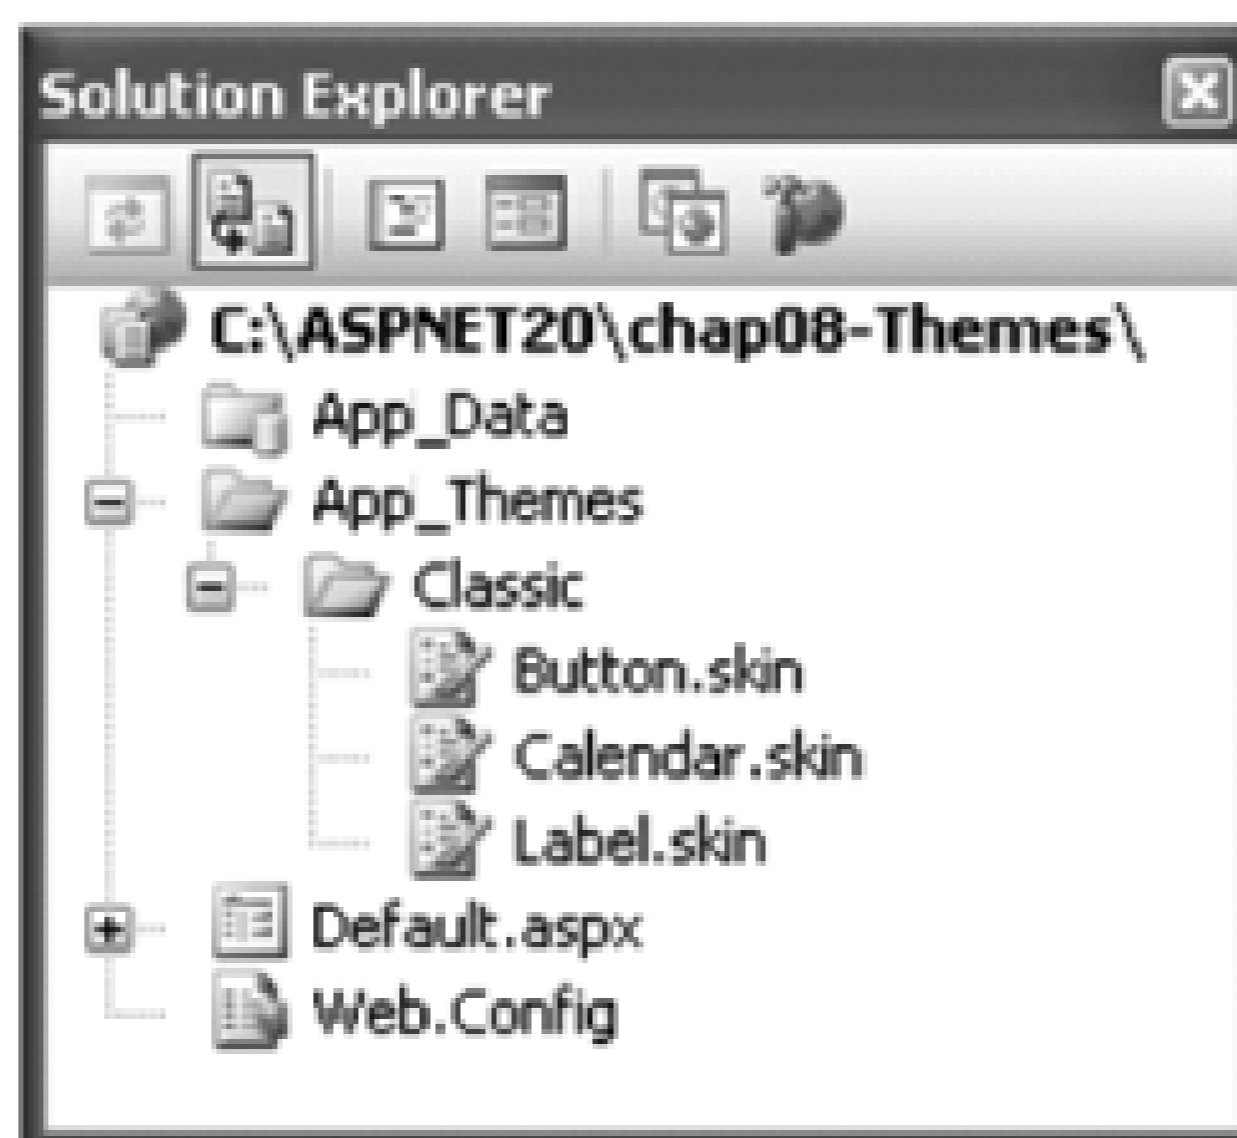 Solution Explorer
C:\ASPNET20\chap08-Themes\
App_Data
App_Themes
Classic
Button.skin
Calendar.skin
Label.skin
Default.aspx
Web.Config